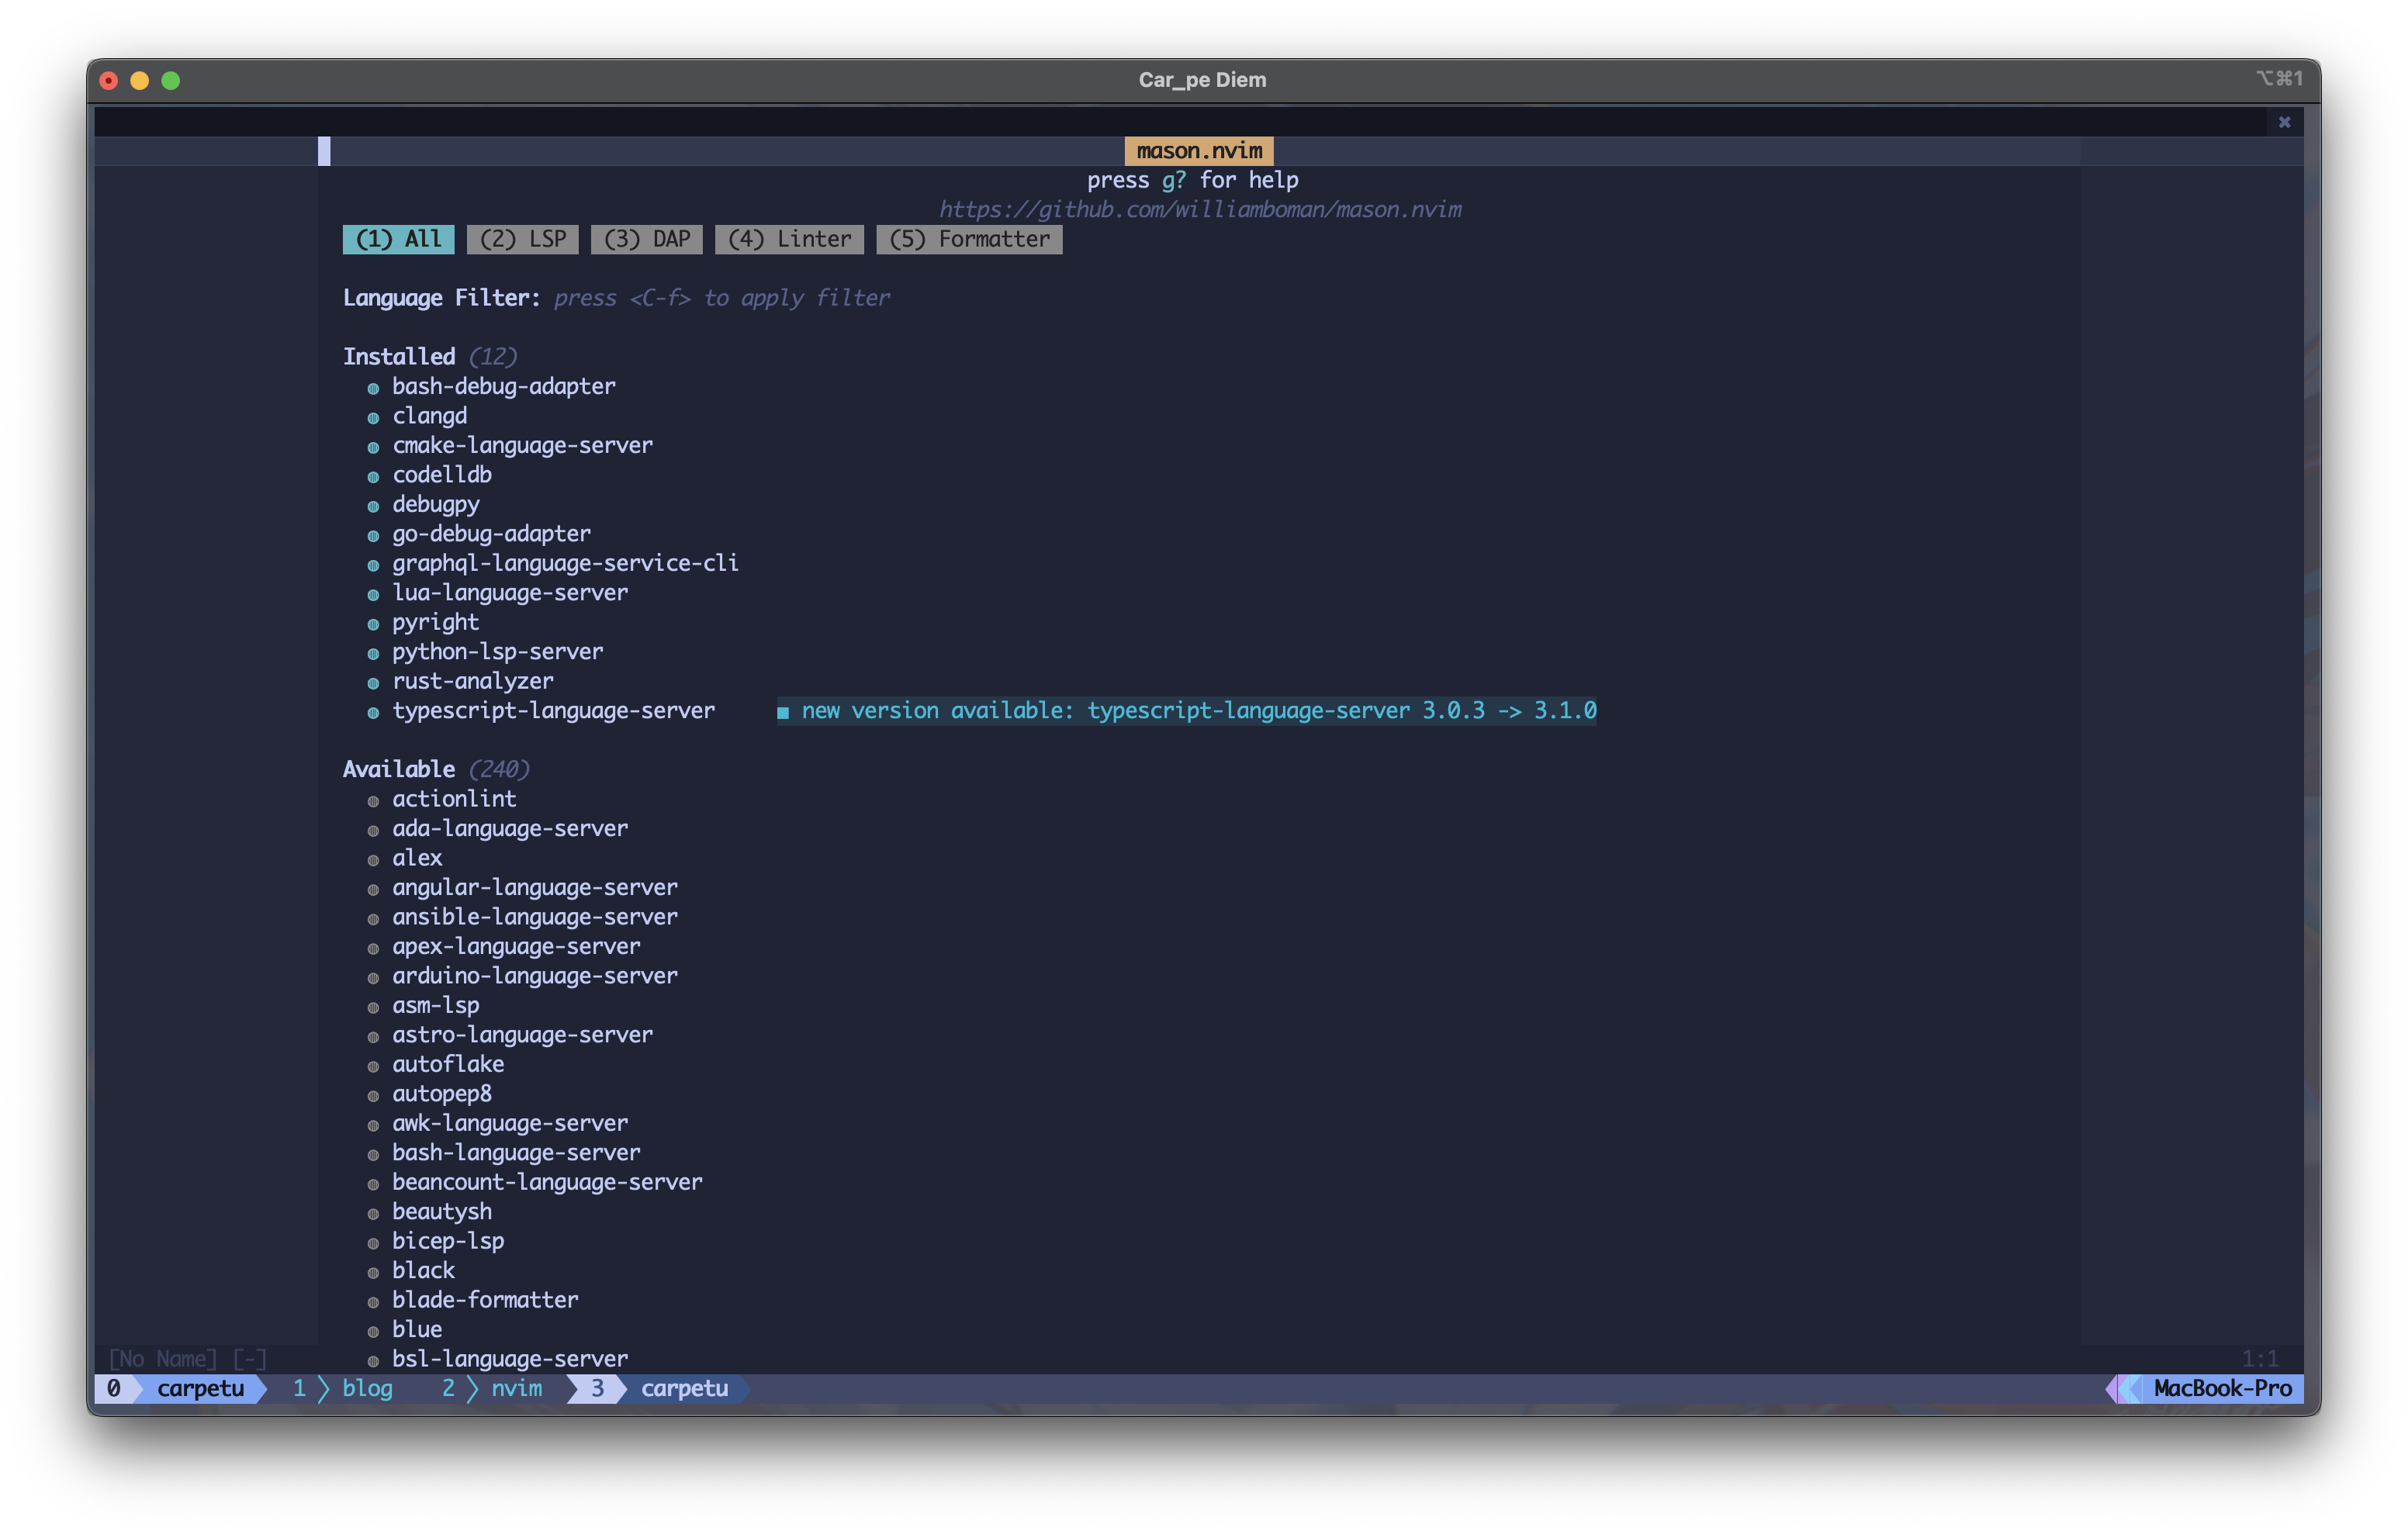 Car_pe Diem ⌥⌘1
✖
mason.nvim
press g? for help
https://github.com/williamboman/mason.nvim
(1) All (2) LSP (3) DAP (4) Linter (5) Formatter
Language Filter: press <C-f> to apply filter
Installed (12)
◍ bash-debug-adapter
◍ clangd
◍ cmake-language-server
◍ codelldb
◍ debugpy
◍ go-debug-adapter
◍ graphql-language-service-cli
◍ lua-language-server
◍ pyright
◍ python-lsp-server
◍ rust-analyzer
◍ typescript-language-server ■ new version available: typescript-language-server 3.0.3 -> 3.1.0
Available (240)
◍ actionlint
◍ ada-language-server
◍ alex
◍ angular-language-server
◍ ansible-language-server
◍ apex-language-server
◍ arduino-language-server
◍ asm-lsp
◍ astro-language-server
◍ autoflake
◍ autopep8
◍ awk-language-server
◍ bash-language-server
◍ beancount-language-server
◍ beautysh
◍ bicep-lsp
◍ black
◍ blade-formatter
◍ blue
[No Name] [-] ◍ bsl-language-server 1:1
0 carpetu 1 blog 2 nvim 3 carpetu MacBook-Pro